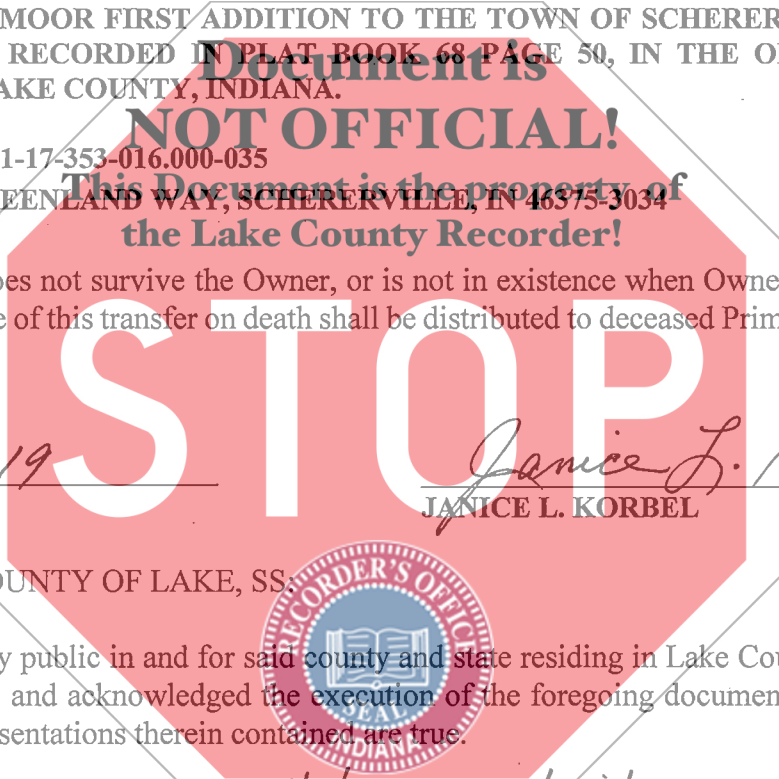 MOOR FIRST ADDITION TO THE TOWN OF SCHERER
RECORDED IN PLAT BOOK 68 PAGE 50, IN THE O
AKE COUNTY, INDIANA.
Document is
NOT OFFICIAL!
1-17-353-016.000-035
This Document is the property of
EENLAND WAY, SCHERERVILLE, IN 46375-3034
the Lake County Recorder!
oes not survive the Owner, or is not in existence when Owne
e of this transfer on death shall be distributed to deceased Prim
STOP
19
Janice L.
JANICE L. KORBEL
OUNTY OF LAKE, SS:
RECORDER'S OFFICE
y public in and for said county and state residing in Lake Cou
and acknowledged the execution of the foregoing documen
SEAL
sentations therein contained are true.
INDIANA